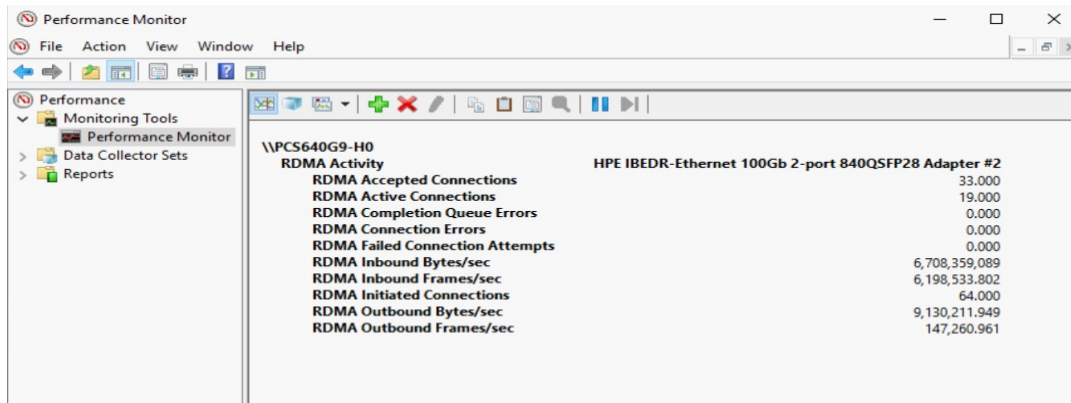 Performance Monitor
File Action View Window Help
Performance
Monitoring Tools
Performance Monitor
Data Collector Sets
Reports
\\PCS640G9-H0
RDMA Activity HPE IBEDR-Ethernet 100Gb 2-port 840QSFP28 Adapter #2
RDMA Accepted Connections 33.000
RDMA Active Connections 19.000
RDMA Completion Queue Errors 0.000
RDMA Connection Errors 0.000
RDMA Failed Connection Attempts 0.000
RDMA Inbound Bytes/sec 6,708,359,089
RDMA Inbound Frames/sec 6,198,533.802
RDMA Initiated Connections 64.000
RDMA Outbound Bytes/sec 9,130,211.949
RDMA Outbound Frames/sec 147,260.961